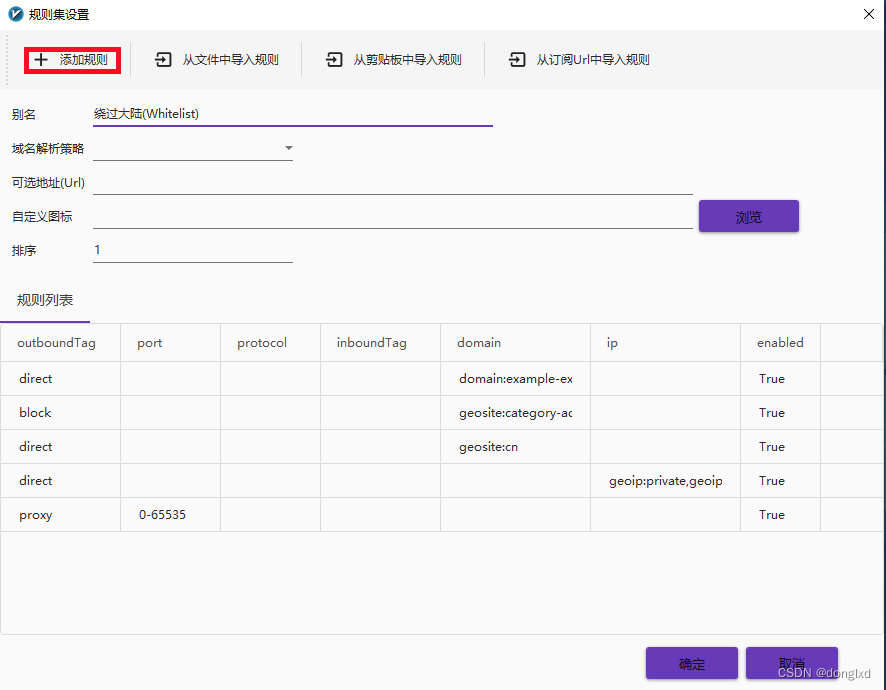 规则集设置
添加规则 从文件中导入规则 从剪贴板中导入规则 从订阅Url中导入规则
别名 绕过大陆(Whitelist)
域名解析策略
可选地址(Url)
自定义图标 浏览
排序 1
规则列表
outboundTag port protocol inboundTag domain ip enabled
direct domain:example-ex True
block geosite:category-ac True
direct geosite:cn True
direct geoip:private,geoip True
proxy 0-65535 True
确定 取消
CSDN @donglxd